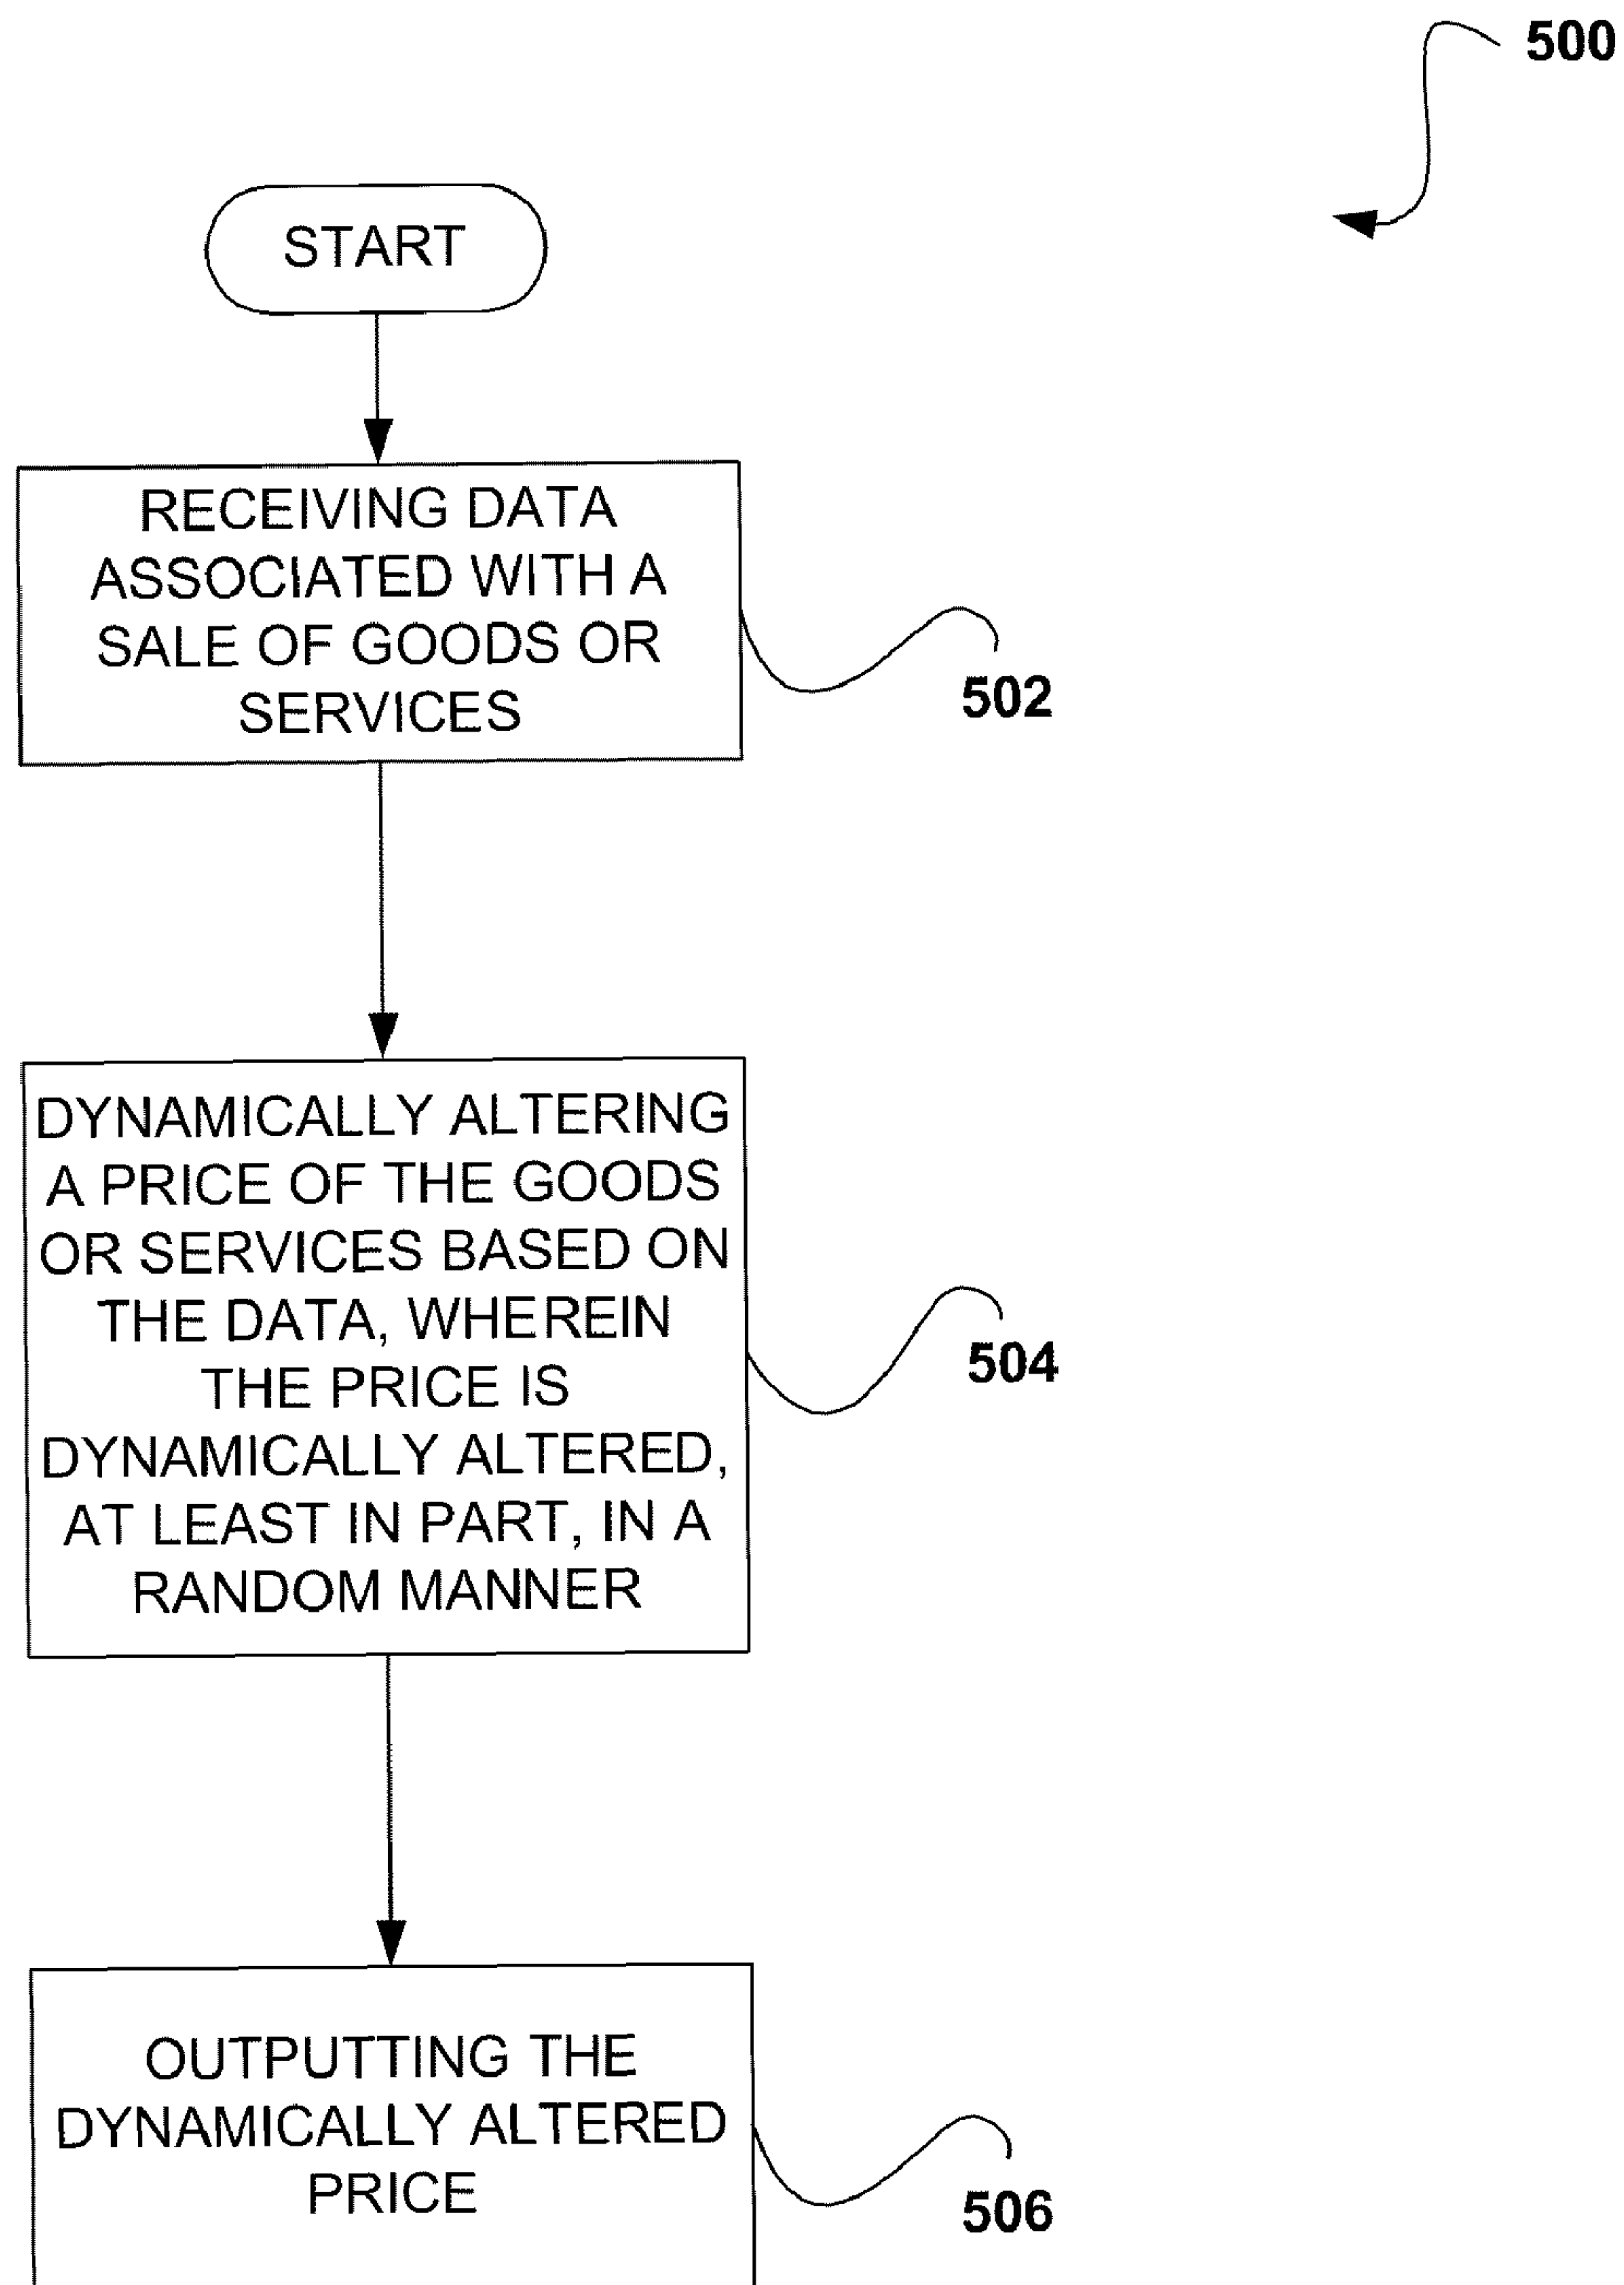 500
START
RECEIVING DATA
ASSOCIATED WITH A
SALE OF GOODS OR
SERVICES
502
DYNAMICALLY ALTERING
A PRICE OF THE GOODS
OR SERVICES BASED ON
THE DATA, WHEREIN
THE PRICE IS
DYNAMICALLY ALTERED,
AT LEAST IN PART, IN A
RANDOM MANNER
504
OUTPUTTING THE
DYNAMICALLY ALTERED
PRICE
506